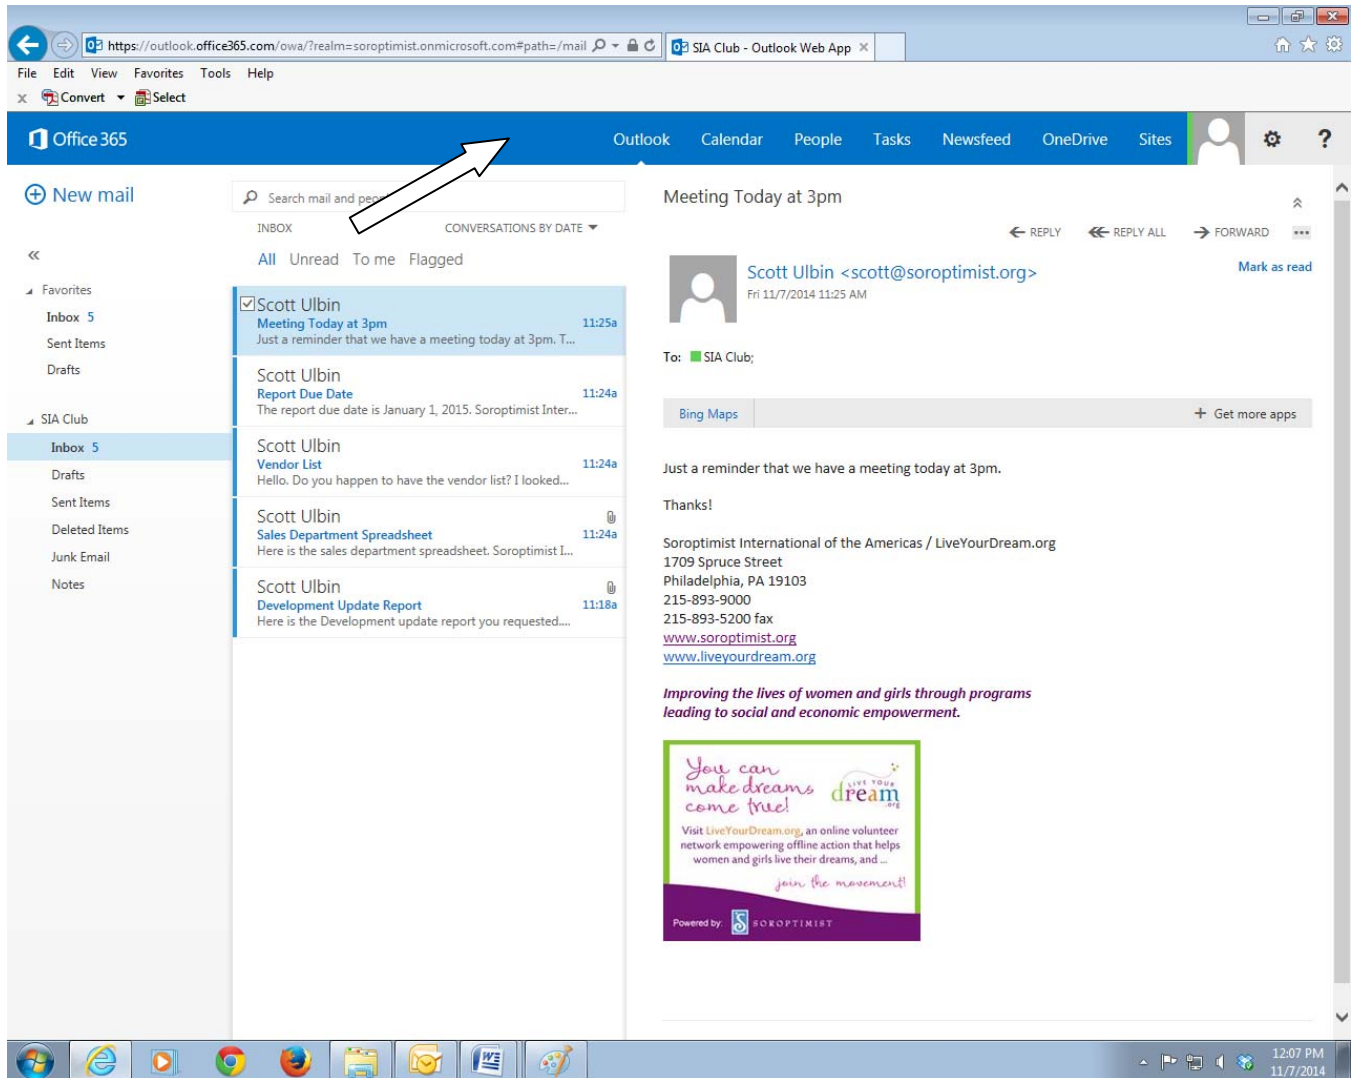 https://outlook.office365.com/owa/?realm=soroptimist.onmicrosoft.com#path=/mail
SIA Club - Outlook Web App
File Edit View Favorites Tools Help
x Convert Select
Office 365
Outlook Calendar People Tasks Newsfeed OneDrive Sites ?
New mail
Favorites
Inbox 5
Sent Items
Drafts
SIA Club
Inbox 5
Drafts
Sent Items
Deleted Items
Junk Email
Notes
Search mail and
INBOX CONVERSATIONS BY DATE
All Unread To me Flagged
Scott Ulbin
Meeting Today at 3pm 11:25a
Just a reminder that we have a meeting today at 3pm. T...
Scott Ulbin
Report Due Date 11:24a
The report due date is January 1, 2015. Soroptimist Inter...
Scott Ulbin
Vendor List 11:24a
Hello. Do you happen to have the vendor list? I looked...
Scott Ulbin
Sales Department Spreadsheet 11:24a
Here is the sales department spreadsheet. Soroptimist I...
Scott Ulbin
Development Update Report 11:18a
Here is the Development update report you requested....
Meeting Today at 3pm
REPLY REPLY ALL FORWARD ...
Mark as read
Scott Ulbin <scott@soroptimist.org>
Fri 11/7/2014 11:25 AM
To: SIA Club;
Bing Maps + Get more apps
Just a reminder that we have a meeting today at 3pm.
Thanks!
Soroptimist International of the Americas / LiveYourDream.org
1709 Spruce Street
Philadelphia, PA 19103
215-893-9000
215-893-5200 fax
www.soroptimist.org
www.liveyourdream.org
Improving the lives of women and girls through programs
leading to social and economic empowerment.
You can
make dreams
come true!
LIVE YOUR
dream
.org
Visit LiveYourDream.org, an online volunteer
network empowering offline action that helps
women and girls live their dreams, and ...
join the movement!
Powered by: S SOROPTIMIST
12:07 PM
11/7/2014